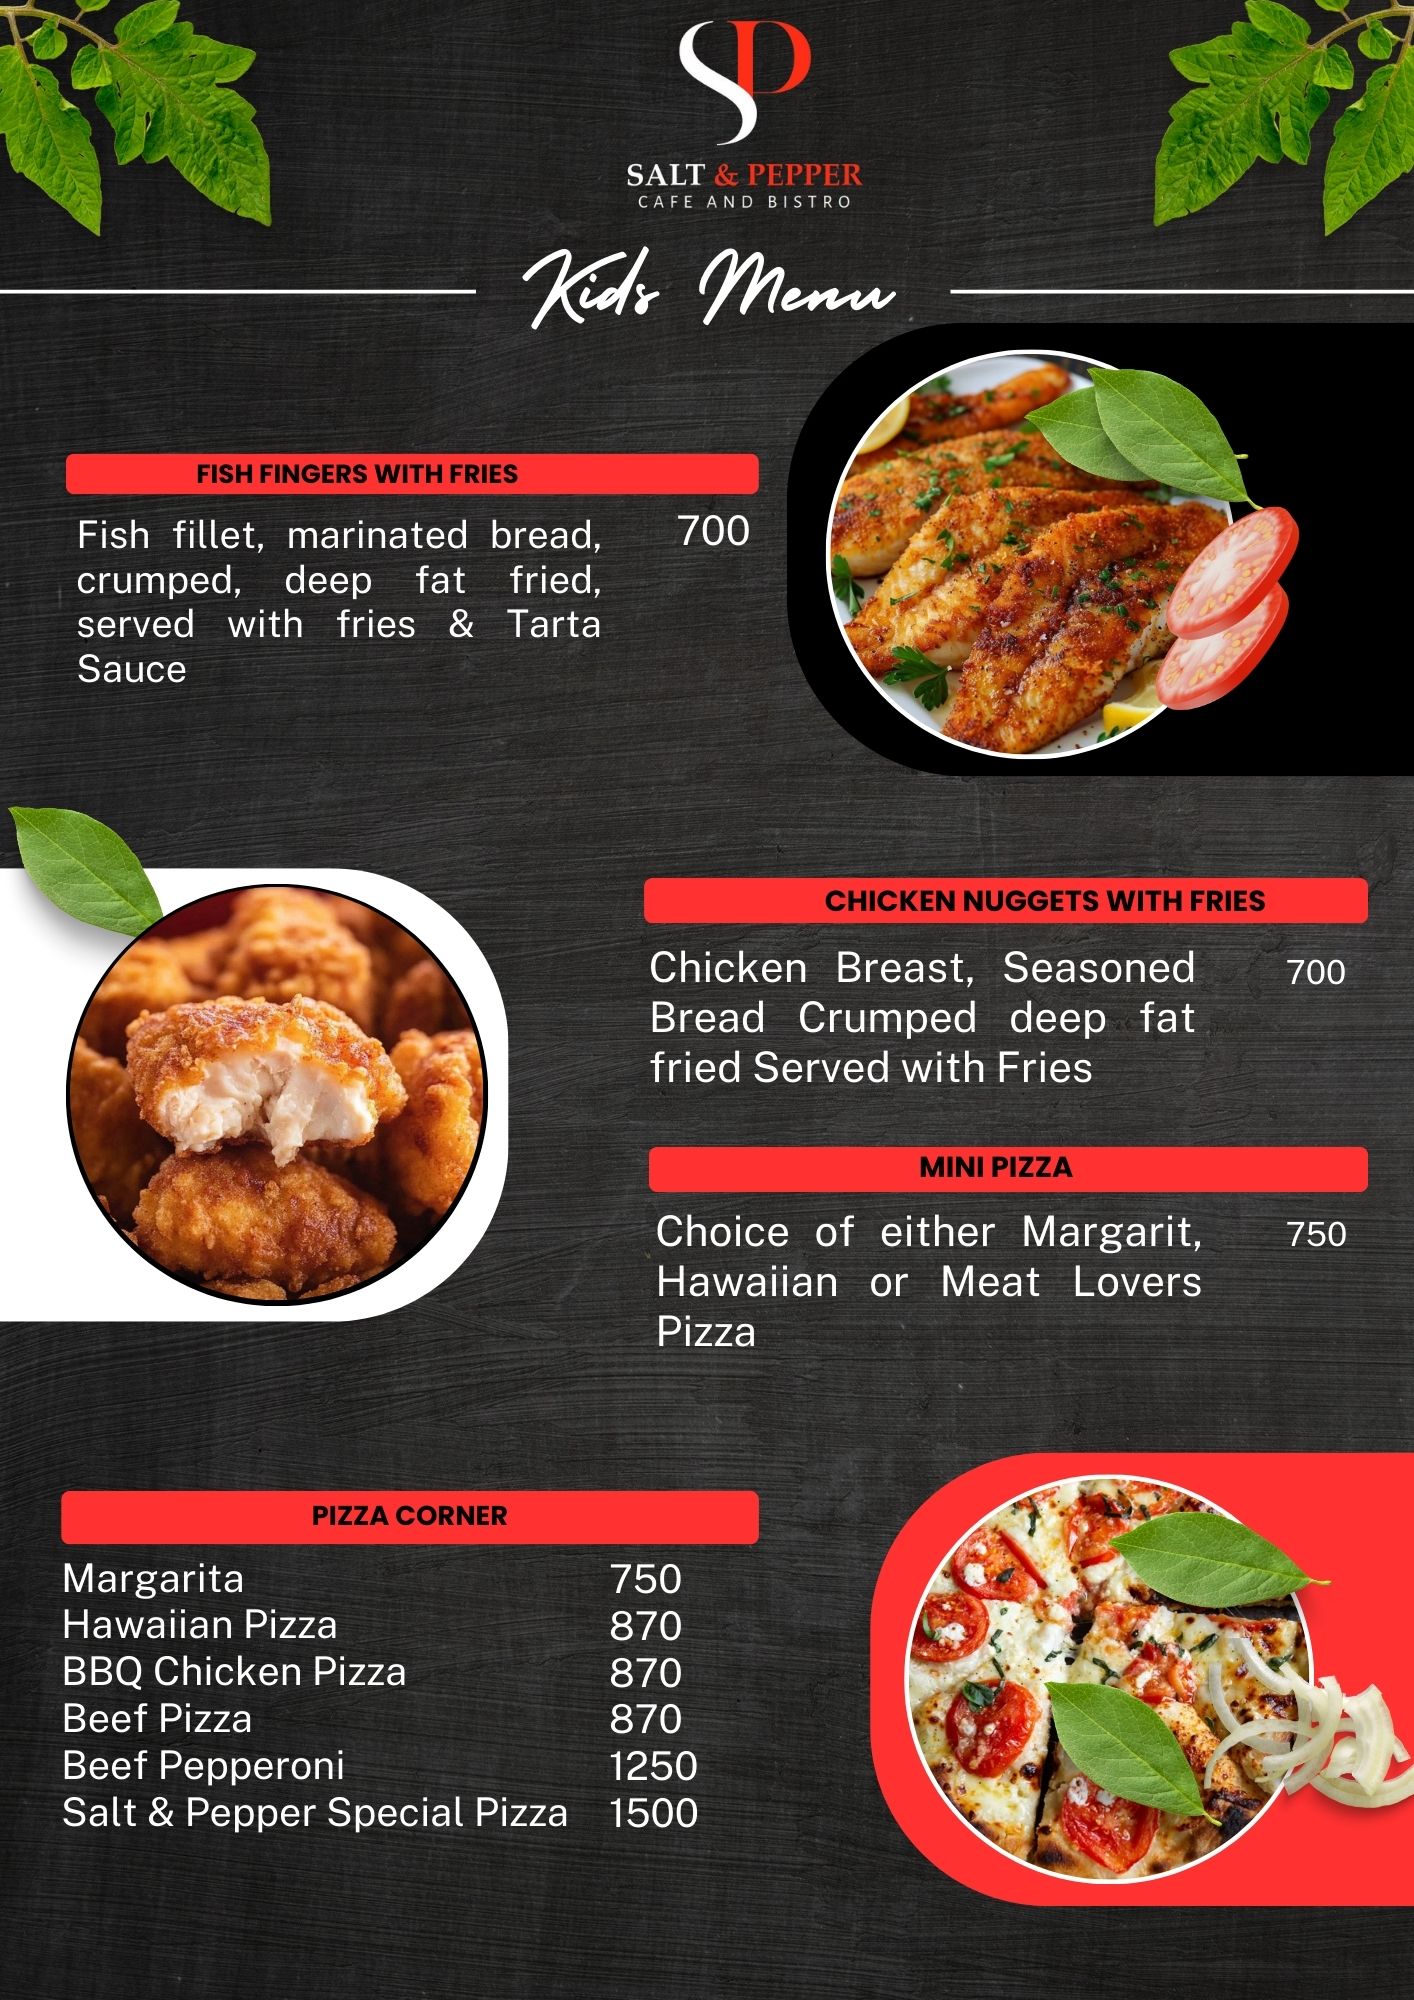 SP
SALT & PEPPER
CAFE AND BISTRO
Kids Menu
FISH FINGERS WITH FRIES
Fish fillet, marinated bread, 700
crumped, deep fat fried,
served with fries & Tarta
Sauce
CHICKEN NUGGETS WITH FRIES
Chicken Breast, Seasoned 700
Bread Crumped deep fat
fried Served with Fries
MINI PIZZA
Choice of either Margarit, 750
Hawaiian or Meat Lovers
Pizza
PIZZA CORNER
Margarita 750
Hawaiian Pizza 870
BBQ Chicken Pizza 870
Beef Pizza 870
Beef Pepperoni 1250
Salt & Pepper Special Pizza 1500